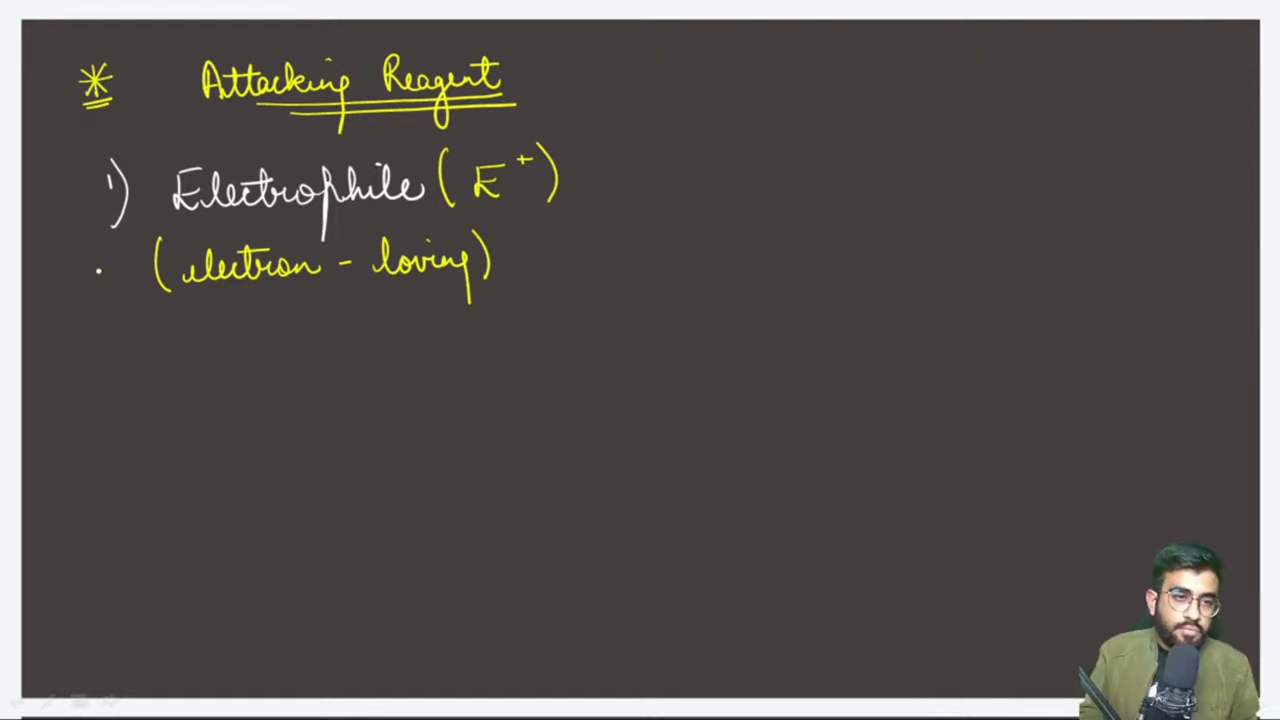 * Attacking Reagent
1) Electrophile (E⁺)
(electron - loving)